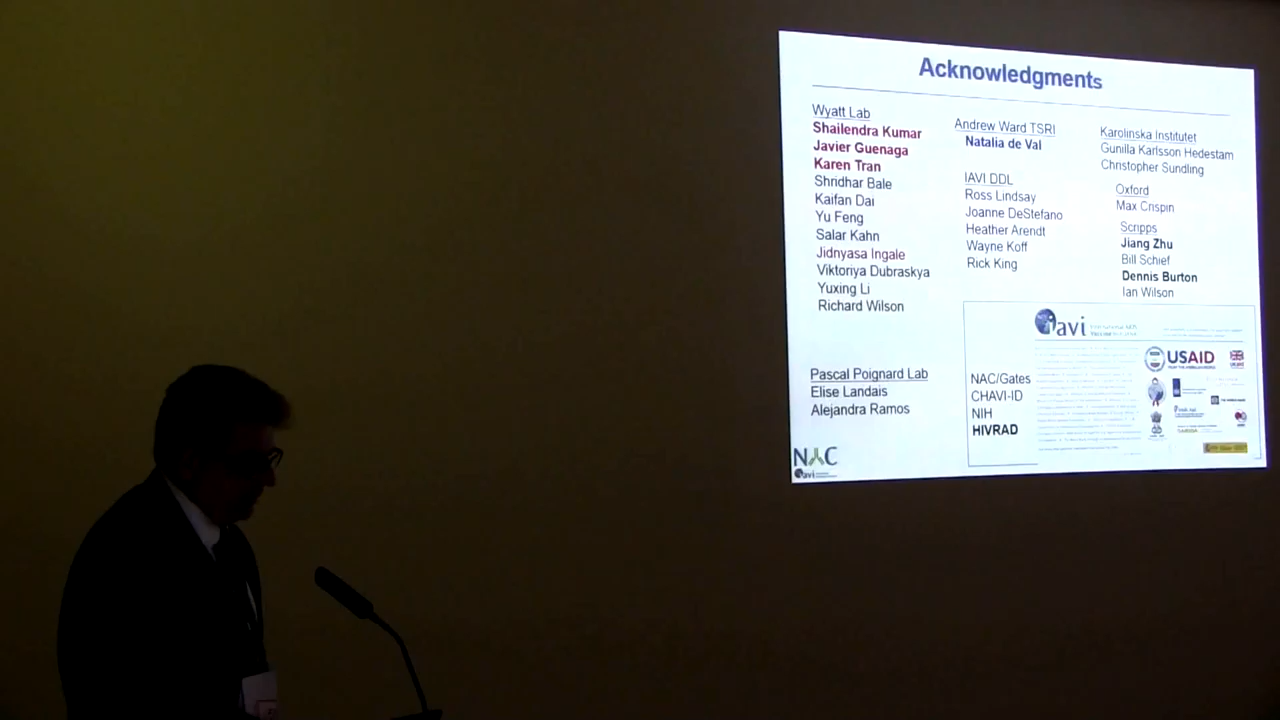 Acknowledgments
Wyatt Lab
Shailendra Kumar
Javier Guenaga
Karen Tran
Shridhar Bale
Kaifan Dai
Yu Feng
Salar Kahn
Jidnyasa Ingale
Viktoriya Dubraskya
Yuxing Li
Richard Wilson
Pascal Poignard Lab
Elise Landais
Alejandra Ramos
NAC
iavi
Andrew Ward TSRI
Natalia de Val
IAVI DDL
Ross Lindsay
Joanne DeStefano
Heather Arendt
Wayne Koff
Rick King
Karolinska Institutet
Gunilla Karlsson Hedestam
Christopher Sundling
Oxford
Max Crispin
Scripps
Jiang Zhu
Bill Schief
Dennis Burton
Ian Wilson
iavi
USAID
NAC/Gates
CHAVI-ID
NIH
HIVRAD